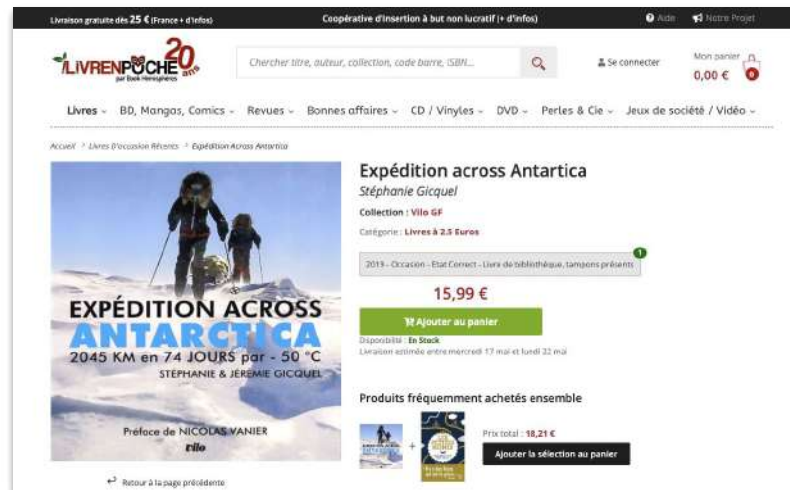 Livraison gratuite dès 25 € (France + d'infos)
Coopérative d'insertion à but non lucratif (+ d'infos)
Aide
Notre Projet
LIVRENPOCHE 20 ans
par Book Hémisphères
Chercher titre, auteur, collection, code barre, ISBN...
Se connecter
Mon panier
0,00 €
0
Livres
BD, Mangas, Comics
Revues
Bonnes affaires
CD / Vinyles
DVD
Perles & Cie
Jeux de société / Vidéo
Accueil > Livres D'occasion Récents > Expédition Across Antartica
EXPÉDITION ACROSS
ANTARCTICA
2045 KM en 74 JOURS par - 50 °C
STÉPHANIE & JÉRÉMIE GICQUEL
Préface de NICOLAS VANIER
Vilo
Retour à la page précédente
Expédition across Antartica
Stéphanie Gicquel
Collection : Vilo GF
Catégorie : Livres à 2.5 Euros
2013 - Occasion - Etat Correct - Livre de bibliothèque, tampons présents
1
15,99 €
Ajouter au panier
Disponibilité : En Stock
Livraison estimée entre mercredi 17 mai et lundi 22 mai
Produits fréquemment achetés ensemble
+
Prix total : 18,21 €
Ajouter la sélection au panier